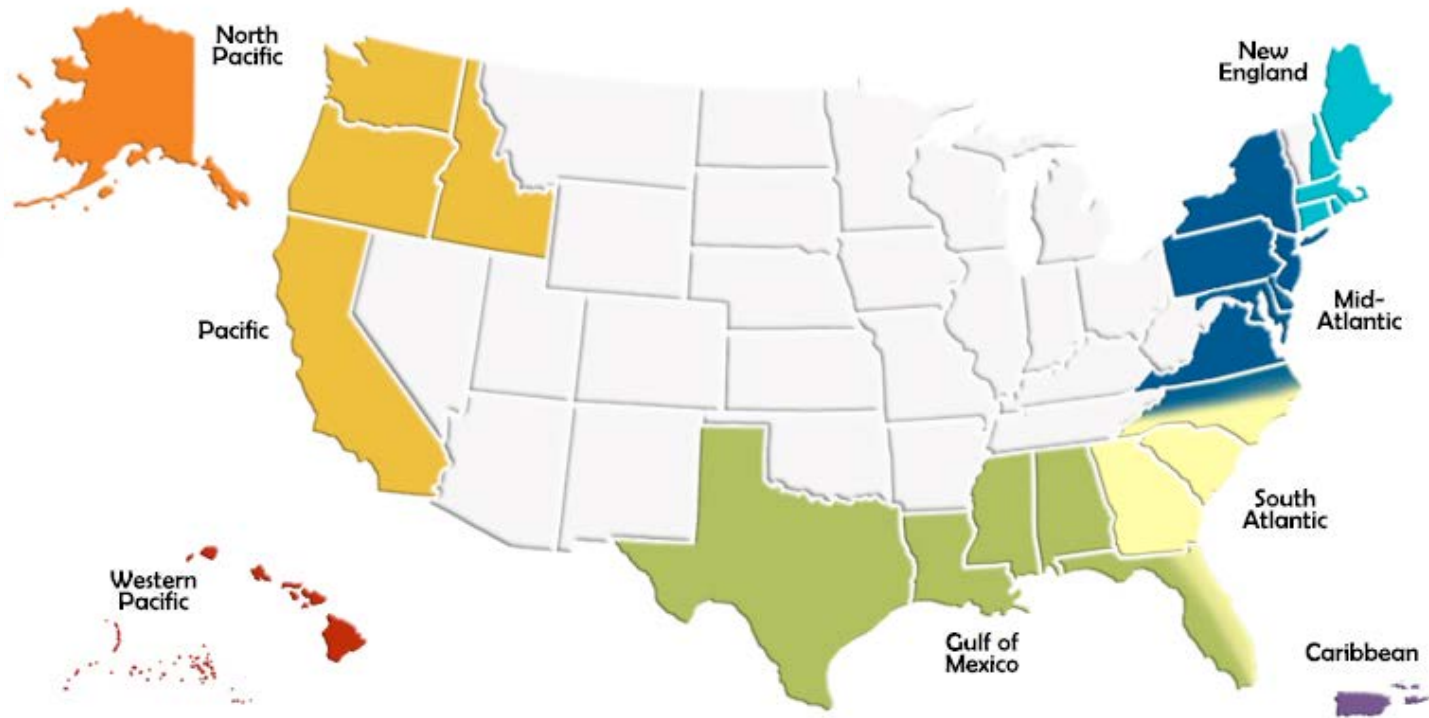 North
Pacific
New
England
Pacific
Mid-
Atlantic
South
Atlantic
Western
Pacific
Gulf of
Mexico
Caribbean